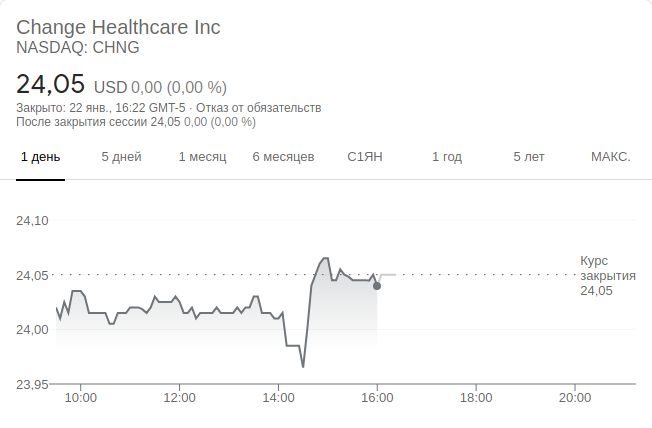 Change Healthcare Inc
NASDAQ: CHNG
24,05 USD 0,00 (0,00 %)
Закрыто: 22 янв., 16:22 GMT-5 · Отказ от обязательств
После закрытия сессии 24,05 0,00 (0,00 %)
1 день 5 дней 1 месяц 6 месяцев С1ЯН 1 год 5 лет МАКС.
24,10
24,05
Курс
закрытия
24,05
24,00
23,95
10:00 12:00 14:00 16:00 18:00 20:00